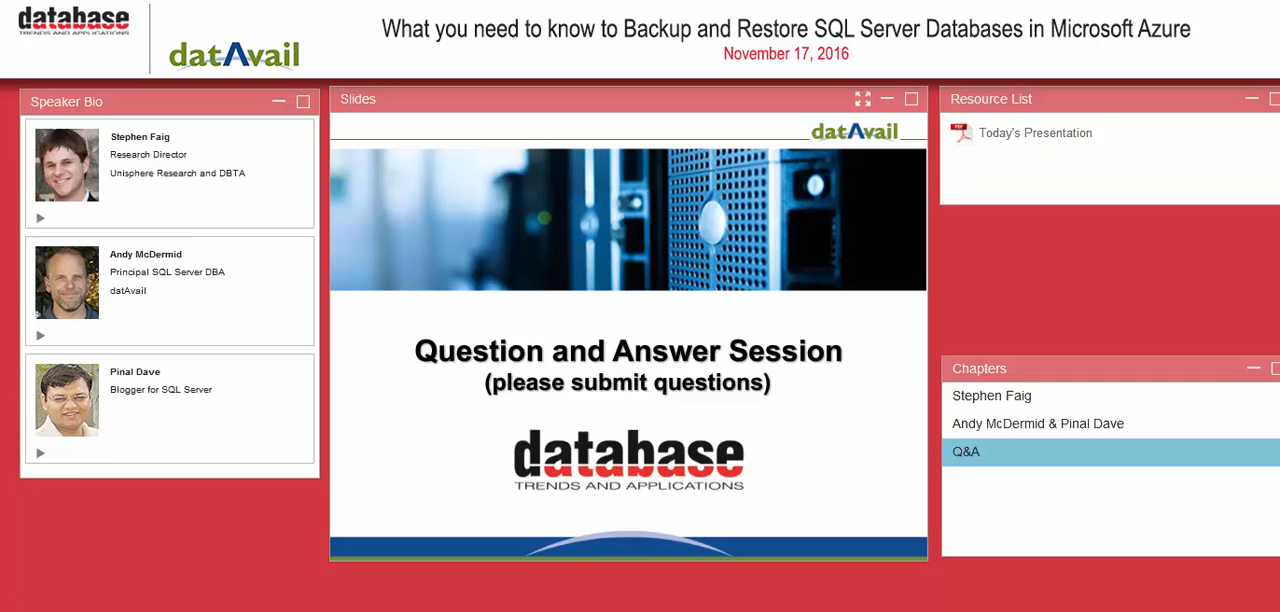 database
TRENDS AND APPLICATIONS
datAvail
What you need to know to Backup and Restore SQL Server Databases in Microsoft Azure
November 17, 2016
Speaker Bio
Stephen Faig
Research Director
Unisphere Research and DBTA
Andy McDermid
Principal SQL Server DBA
datAvail
Pinal Dave
Blogger for SQL Server
Slides
datAvail
Question and Answer Session
(please submit questions)
database
TRENDS AND APPLICATIONS
Resource List
PDF
Today's Presentation
Chapters
Stephen Faig
Andy McDermid & Pinal Dave
Q&A